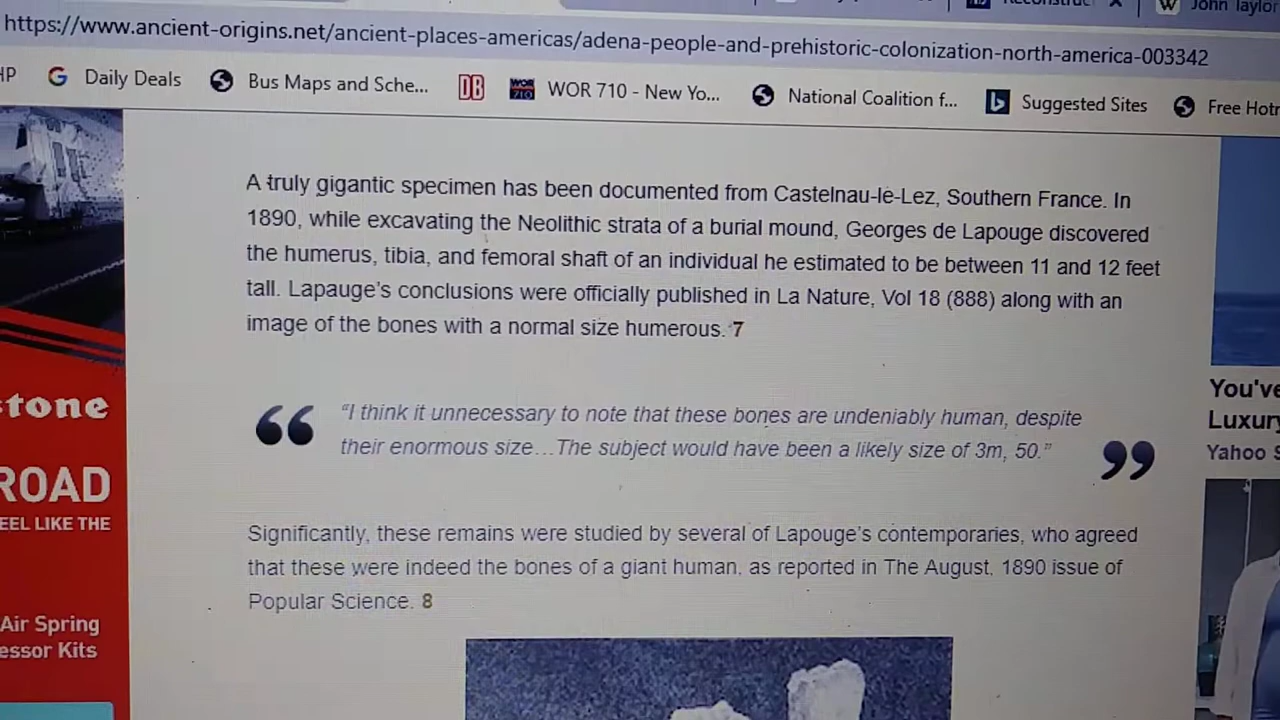 John Taylor
https://www.ancient-origins.net/ancient-places-americas/adena-people-and-prehistoric-colonization-north-america-003342
HP Daily Deals Bus Maps and Sche... DB WOR 710 - New Yo... National Coalition f... Suggested Sites Free Hotr
A truly gigantic specimen has been documented from Castelnau-le-Lez, Southern France. In
1890, while excavating the Neolithic strata of a burial mound, Georges de Lapouge discovered
the humerus, tibia, and femoral shaft of an individual he estimated to be between 11 and 12 feet
tall. Lapauge's conclusions were officially published in La Nature, Vol 18 (888) along with an
image of the bones with a normal size humerous. 7
“I think it unnecessary to note that these bones are undeniably human, despite
their enormous size…The subject would have been a likely size of 3m, 50.”
Significantly, these remains were studied by several of Lapouge's contemporaries, who agreed
that these were indeed the bones of a giant human, as reported in The August, 1890 issue of
Popular Science. 8
stone
ROAD
EEL LIKE THE
Air Spring
essor Kits
You've
Luxury
Yahoo S